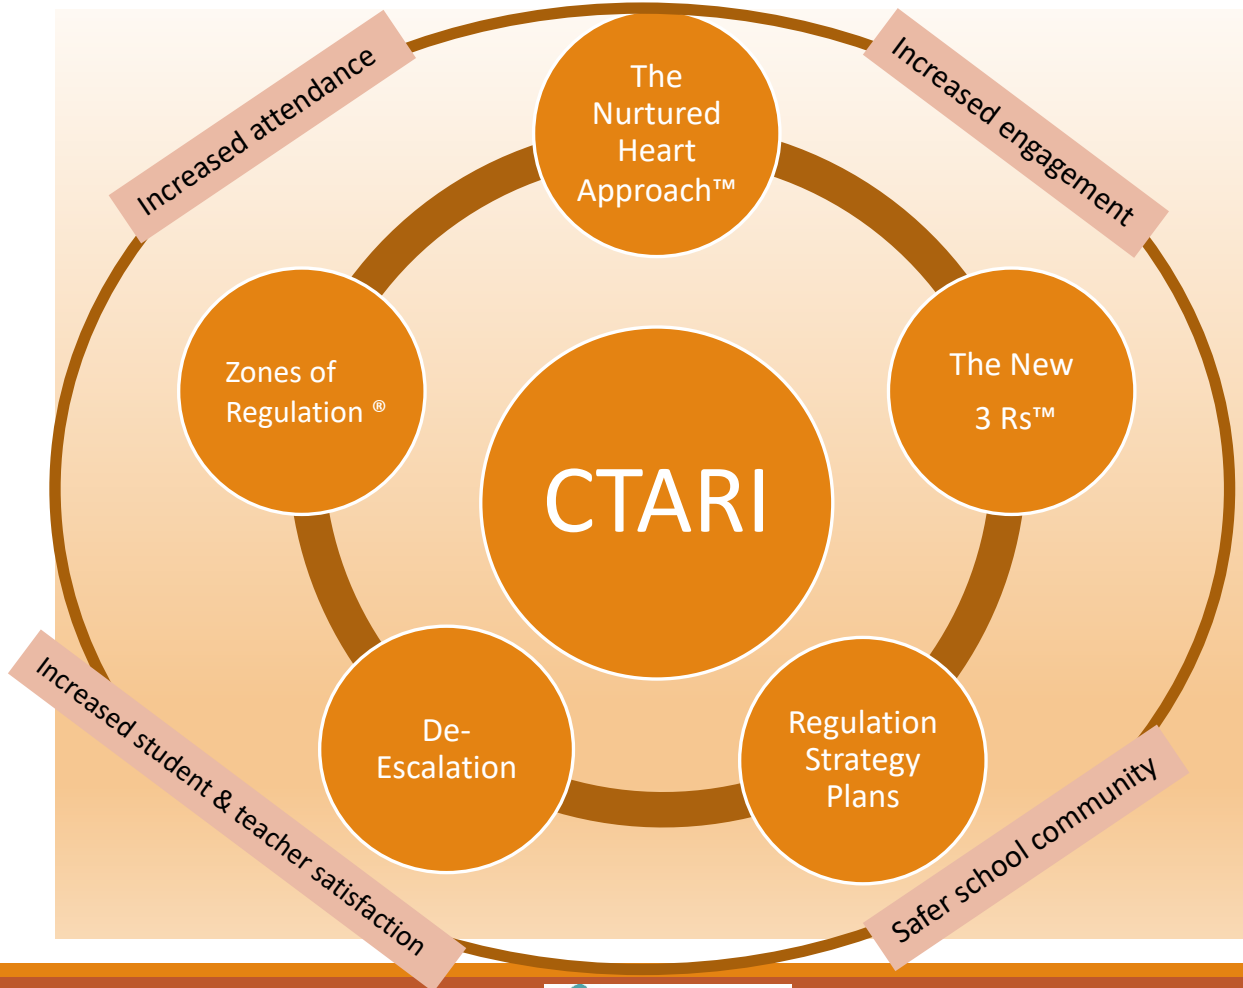 Increased attendance
Increased engagement
The
Nurtured
Heart
Approach™
Zones of
Regulation ®
The New
3 Rs™
CTARI
De-
Escalation
Regulation
Strategy
Plans
Increased student & teacher satisfaction
Safer school community